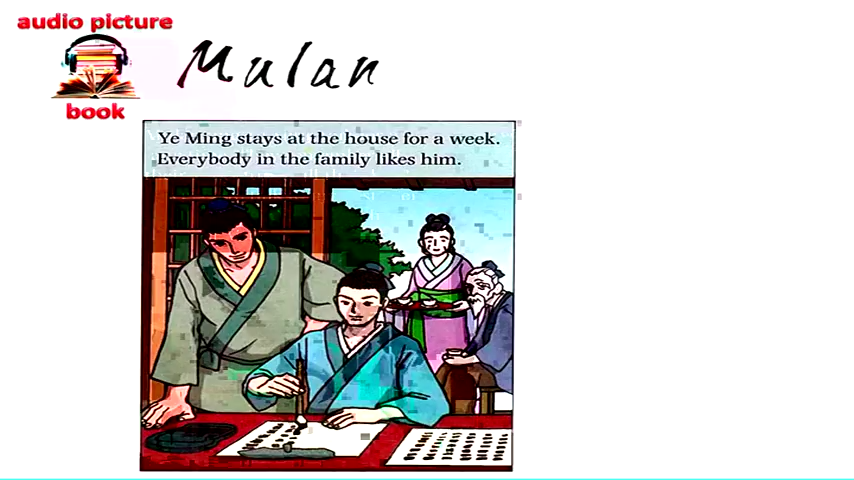 audio picture
book
Mulan
Ye Ming stays at the house for a week.
Everybody in the family likes him.